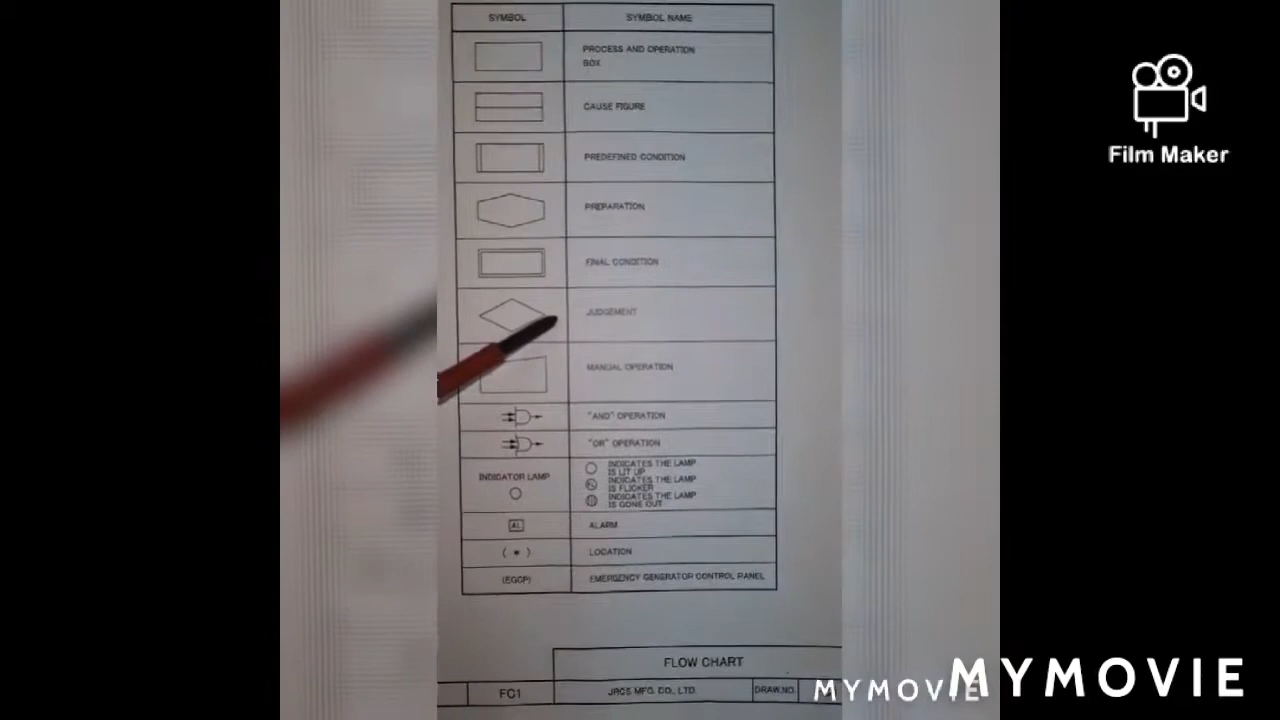 SYMBOL
SYMBOL NAME
PROCESS AND OPERATION
BOX
CAUSE FIGURE
PREDEFINED CONDITION
PREPARATION
FINAL CONDITION
JUDGEMENT
MANUAL OPERATION
"AND" OPERATION
"OR" OPERATION
INDICATOR LAMP
INDICATES THE LAMP
IS LIT UP
INDICATES THE LAMP
IS FLICKER
INDICATES THE LAMP
IS GONE OUT
AL
ALARM
( * )
LOCATION
(EGCP)
EMERGENCY GENERATOR CONTROL PANEL
FLOW CHART
FC1
JRCS MFG. CO., LTD.
DRAW.NO.
Film Maker
MYMOVIE
MYMOVIE